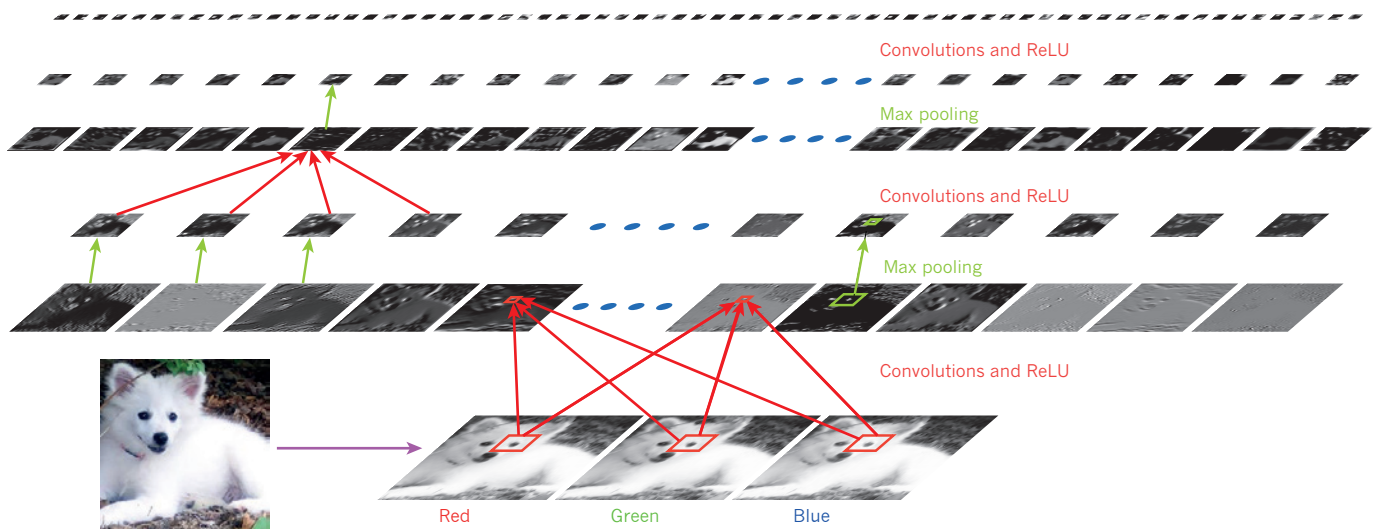 Convolutions and ReLU
Max pooling
Convolutions and ReLU
Max pooling
Convolutions and ReLU
Red
Green
Blue